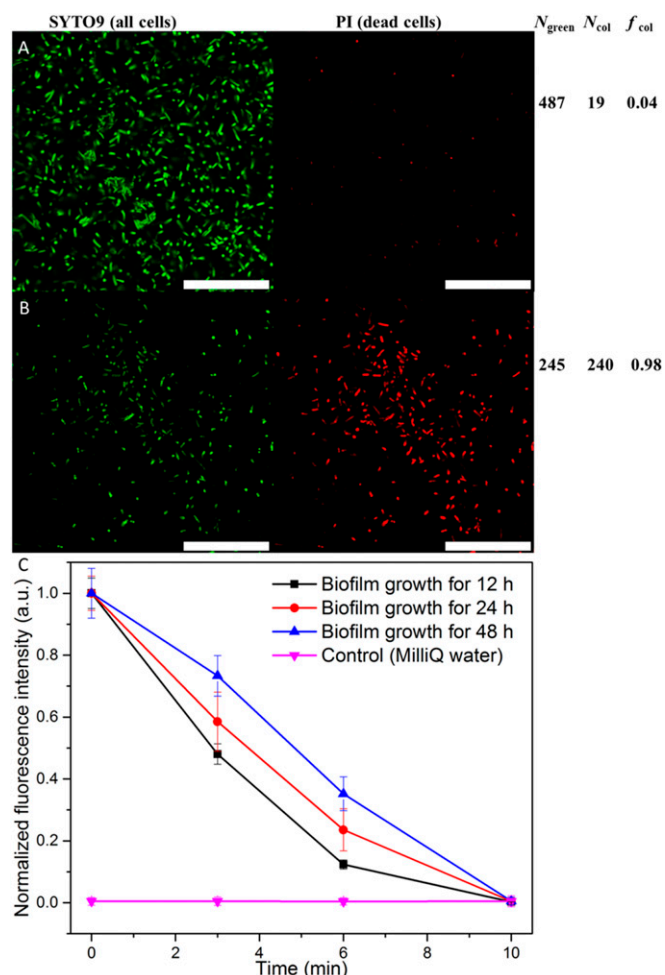 SYTO9 (all cells) PI (dead cells) Ngreen Ncol fcol
A
487 19 0.04
B
245 240 0.98
C
Biofilm growth for 12 h
Biofilm growth for 24 h
Biofilm growth for 48 h
Control (MilliQ water)
Normalized fluorescence intensity (a.u.)
1.0
0.8
0.6
0.4
0.2
0.0
0 2 4 6 8 10
Time (min)